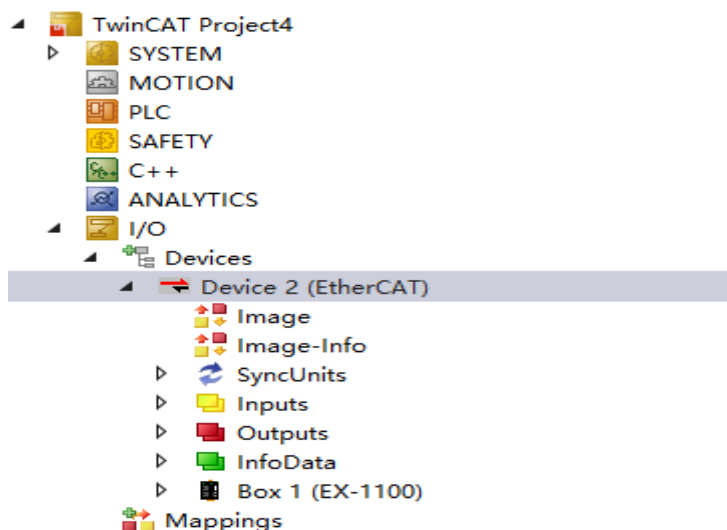 TwinCAT Project4
SYSTEM
MOTION
PLC
SAFETY
C++
ANALYTICS
I/O
Devices
Device 2 (EtherCAT)
Image
Image-Info
SyncUnits
Inputs
Outputs
InfoData
Box 1 (EX-1100)
Mappings